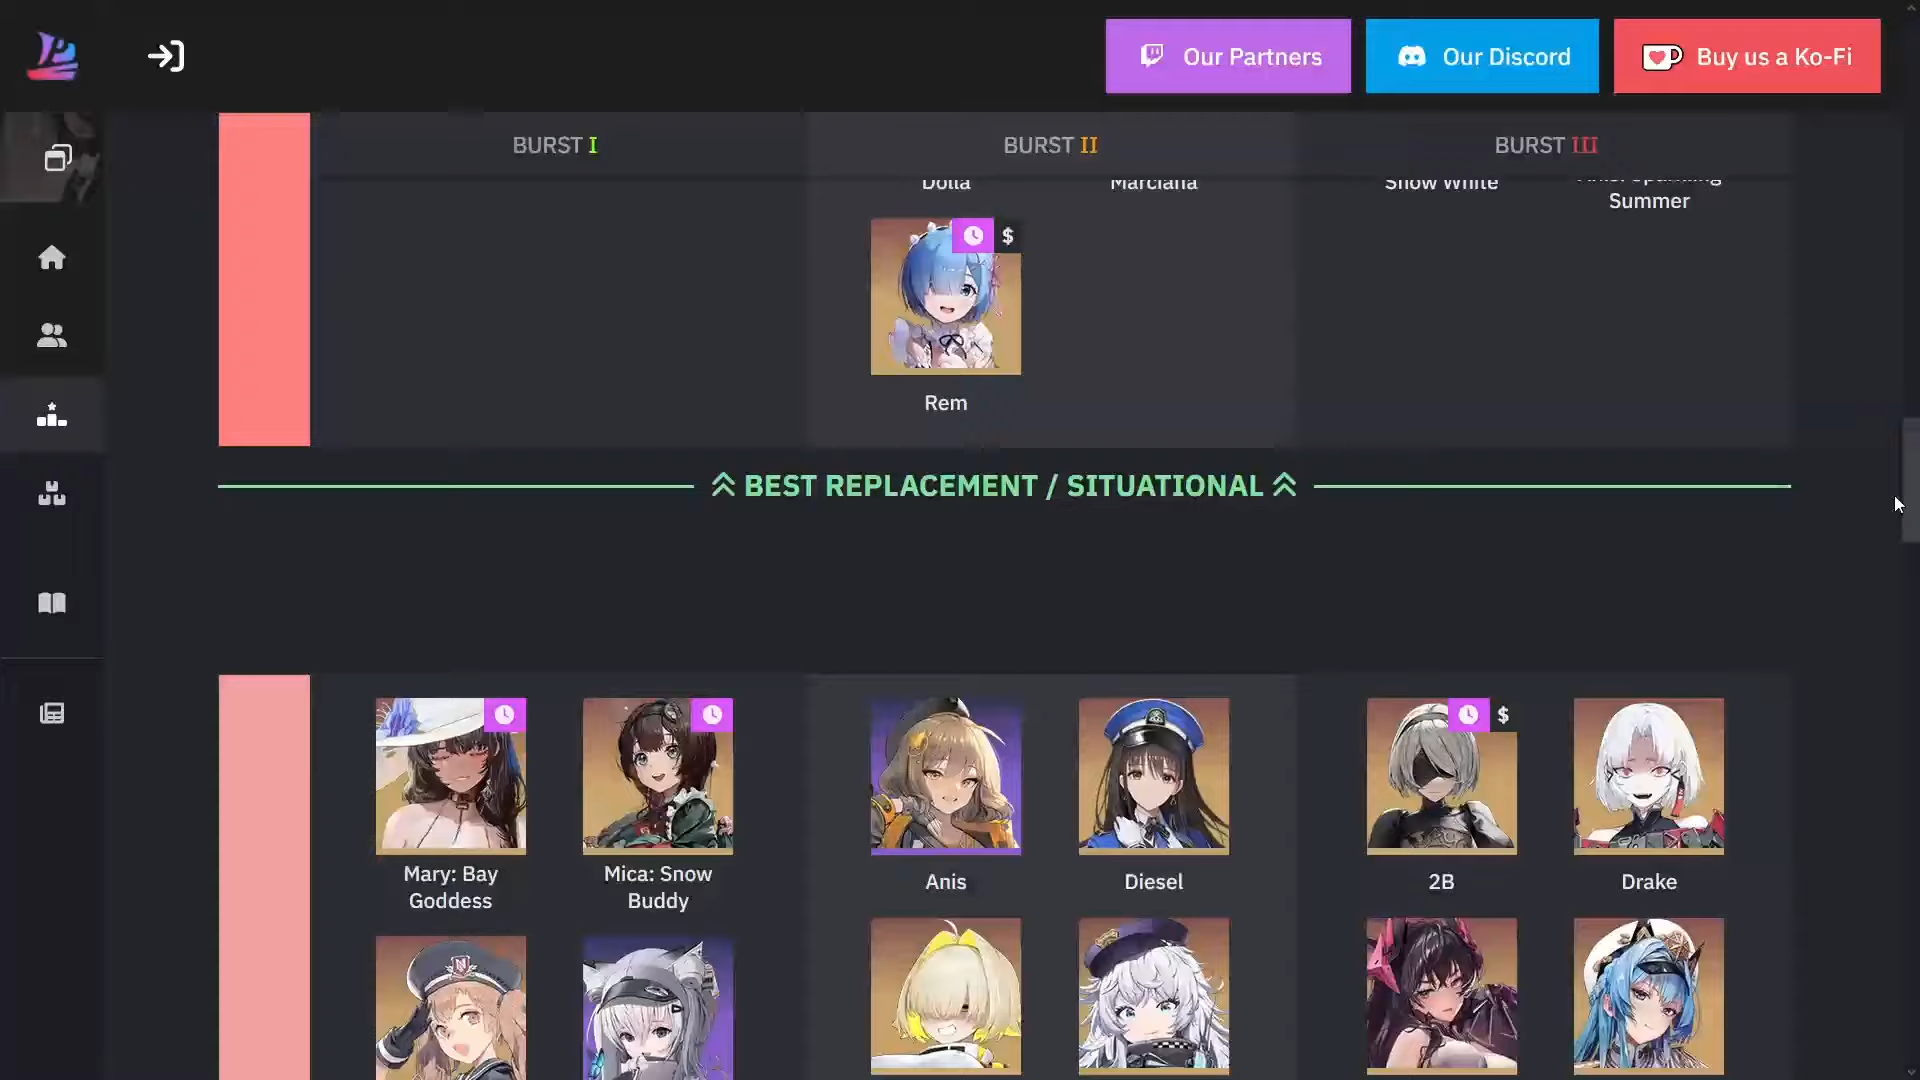 Our Partners
Our Discord
Buy us a Ko-Fi
BURST I
BURST II
BURST III
Dolla
Marciana
Snow White
Summer
$
Rem
BEST REPLACEMENT / SITUATIONAL
$
Mary: Bay
Goddess
Mica: Snow
Buddy
Anis
Diesel
2B
Drake